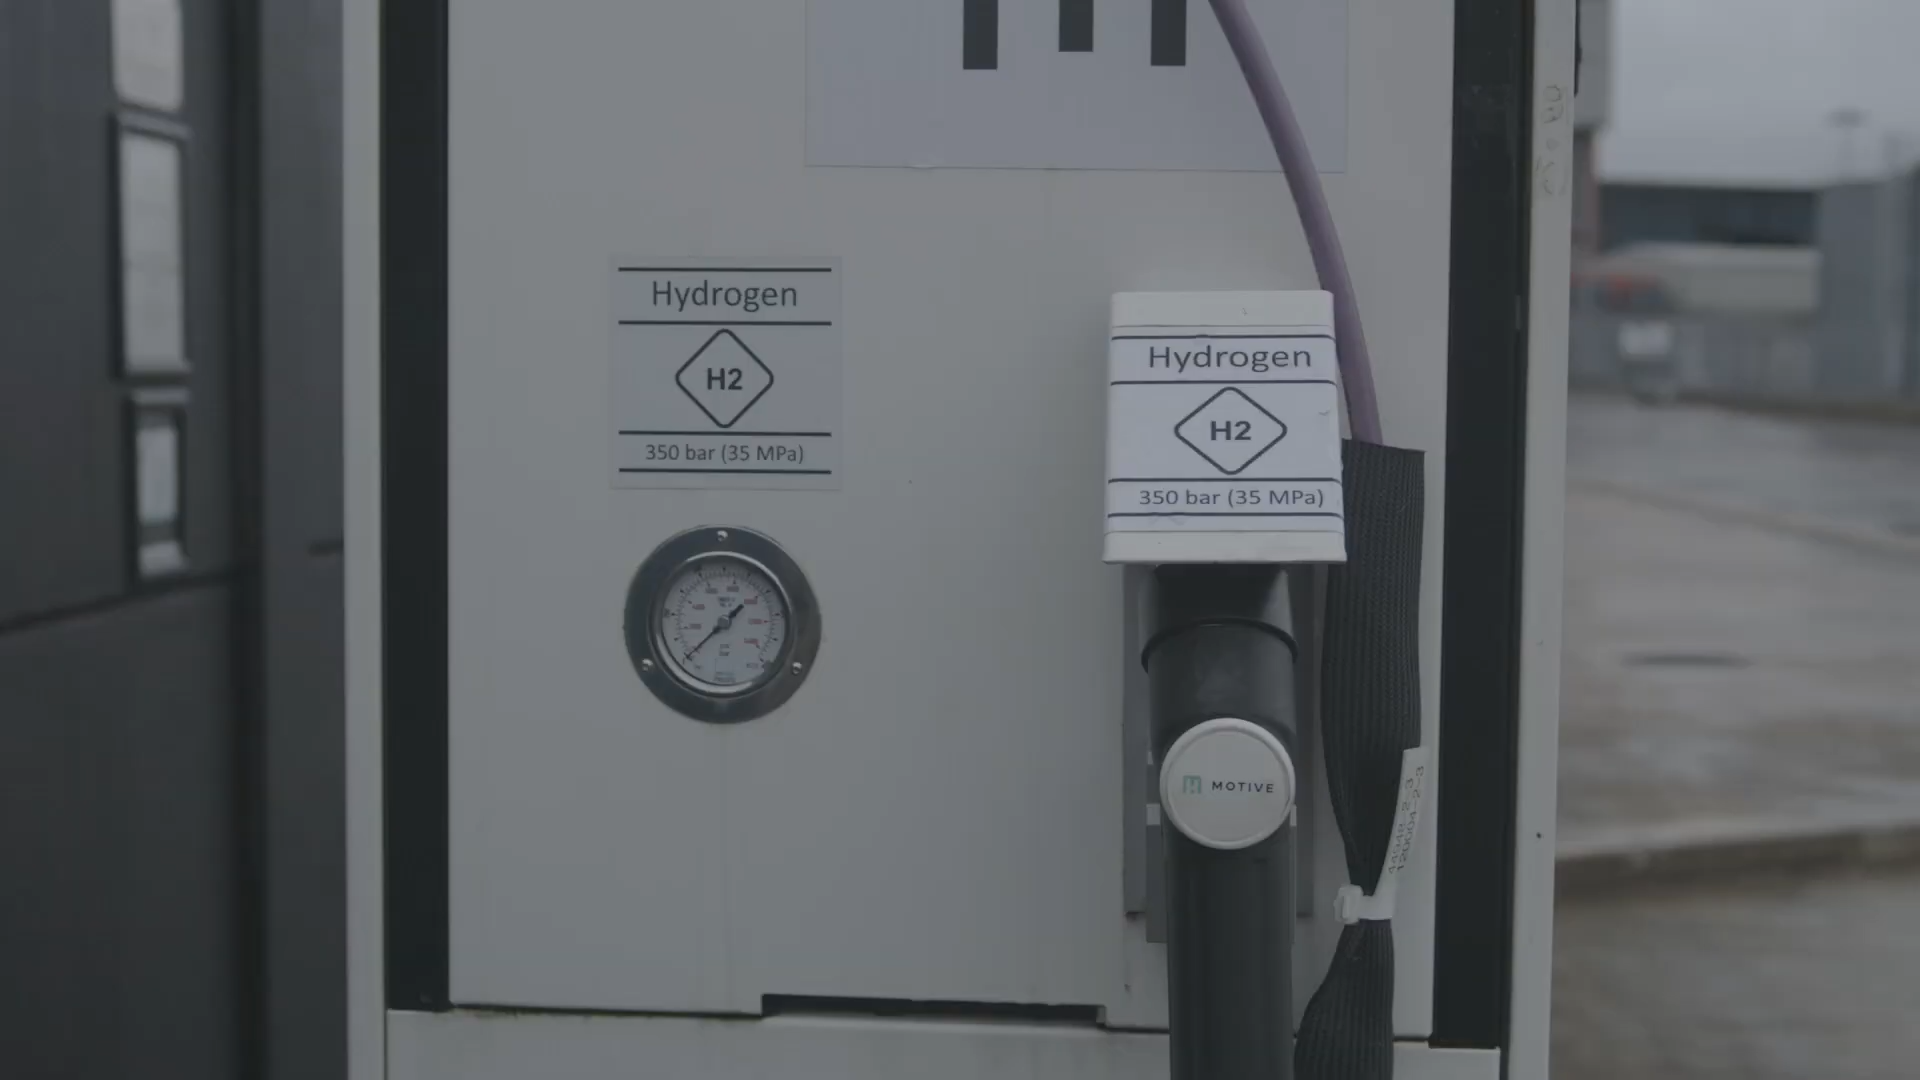 Hydrogen
H2
350 bar (35 MPa)
Hydrogen
H2
350 bar (35 MPa)
MOTIVE